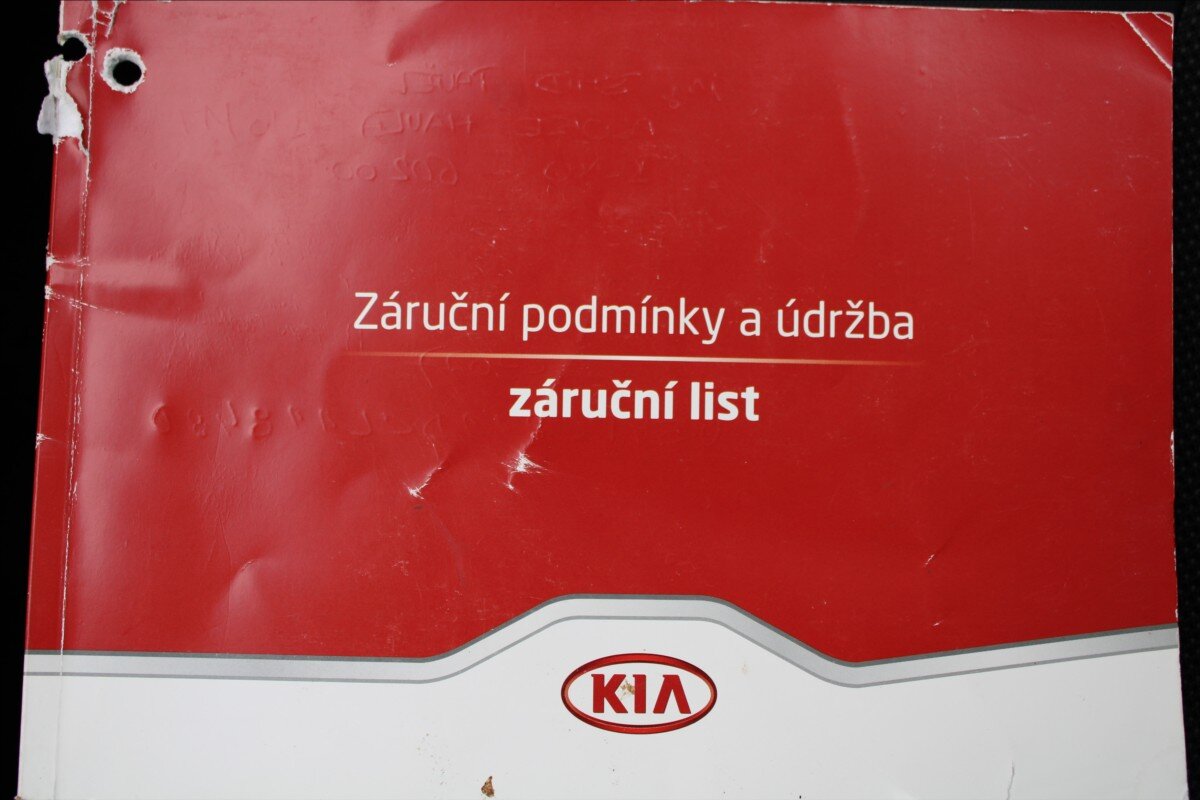 Záruční podmínky a údržba
záruční list
KIA